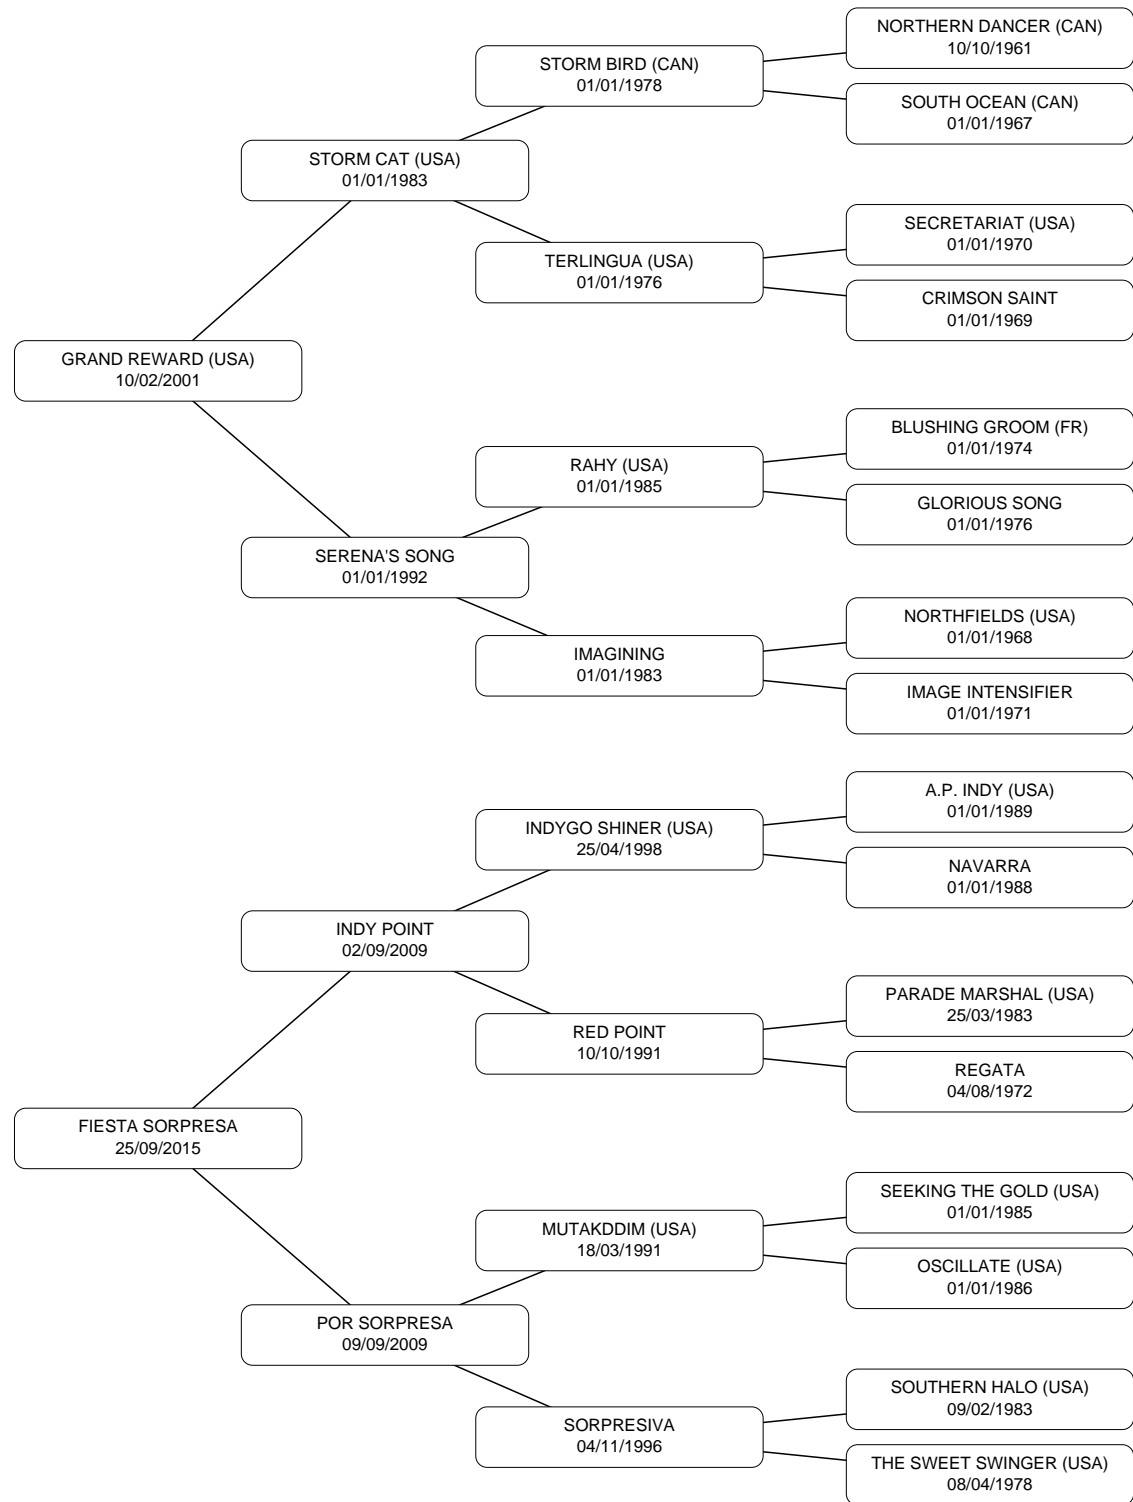 NORTHERN DANCER (CAN)
10/10/1961
STORM BIRD (CAN)
01/01/1978
SOUTH OCEAN (CAN)
01/01/1967
STORM CAT (USA)
01/01/1983
SECRETARIAT (USA)
01/01/1970
TERLINGUA (USA)
01/01/1976
CRIMSON SAINT
01/01/1969
GRAND REWARD (USA)
10/02/2001
BLUSHING GROOM (FR)
01/01/1974
RAHY (USA)
01/01/1985
GLORIOUS SONG
01/01/1976
SERENA'S SONG
01/01/1992
NORTHFIELDS (USA)
01/01/1968
IMAGINING
01/01/1983
IMAGE INTENSIFIER
01/01/1971
A.P. INDY (USA)
01/01/1989
INDYGO SHINER (USA)
25/04/1998
NAVARRA
01/01/1988
INDY POINT
02/09/2009
PARADE MARSHAL (USA)
25/03/1983
RED POINT
10/10/1991
REGATA
04/08/1972
FIESTA SORPRESA
25/09/2015
SEEKING THE GOLD (USA)
01/01/1985
MUTAKDDIM (USA)
18/03/1991
OSCILLATE (USA)
01/01/1986
POR SORPRESA
09/09/2009
SOUTHERN HALO (USA)
09/02/1983
SORPRESIVA
04/11/1996
THE SWEET SWINGER (USA)
08/04/1978